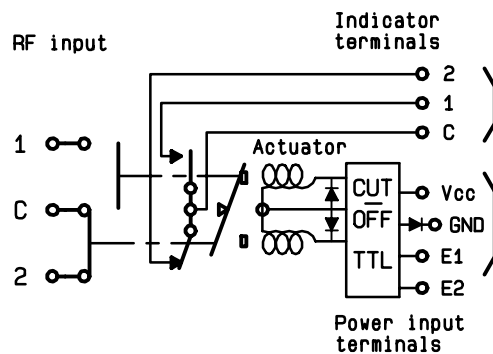 Indicator
terminals
RF input
2
1
C
Actuator
1
C
2
CUT
OFF
TTL
Vcc
GND
E1
E2
Power input
terminals